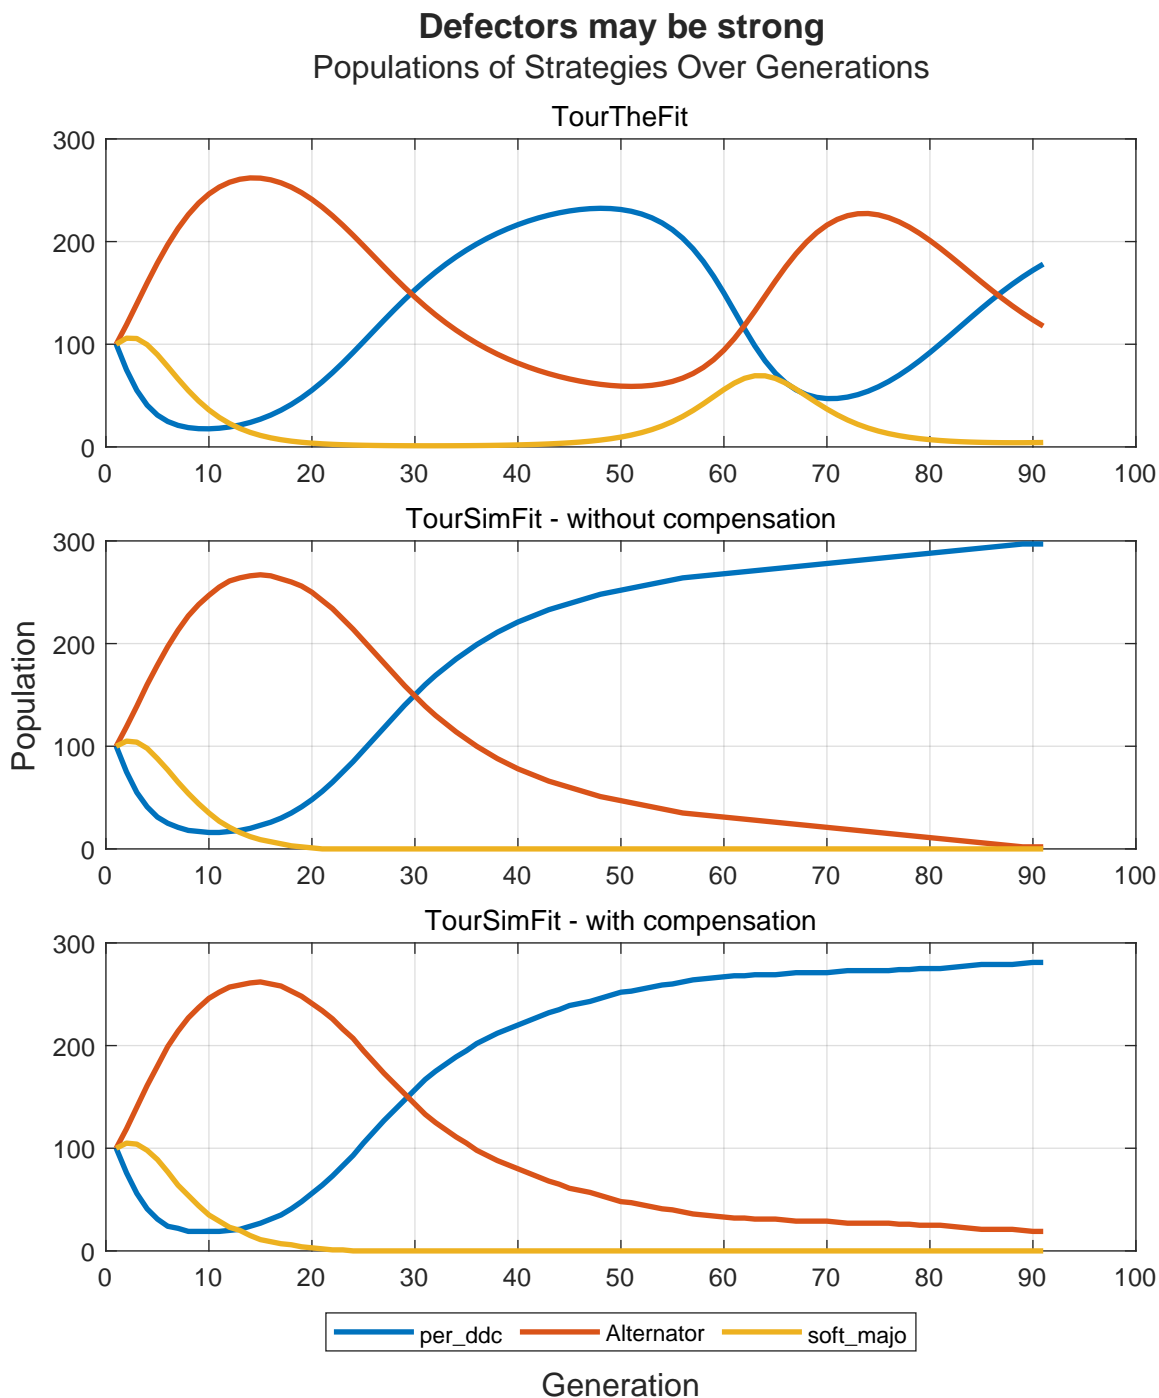 Defectors may be strong
Populations of Strategies Over Generations
TourTheFit
300
200
100
0
0 10 20 30 40 50 60 70 80 90 100
TourSimFit - without compensation
300
200
100
0
0 10 20 30 40 50 60 70 80 90 100
Population
TourSimFit - with compensation
300
200
100
0
0 10 20 30 40 50 60 70 80 90 100
per_ddc Alternator soft_majo
Generation